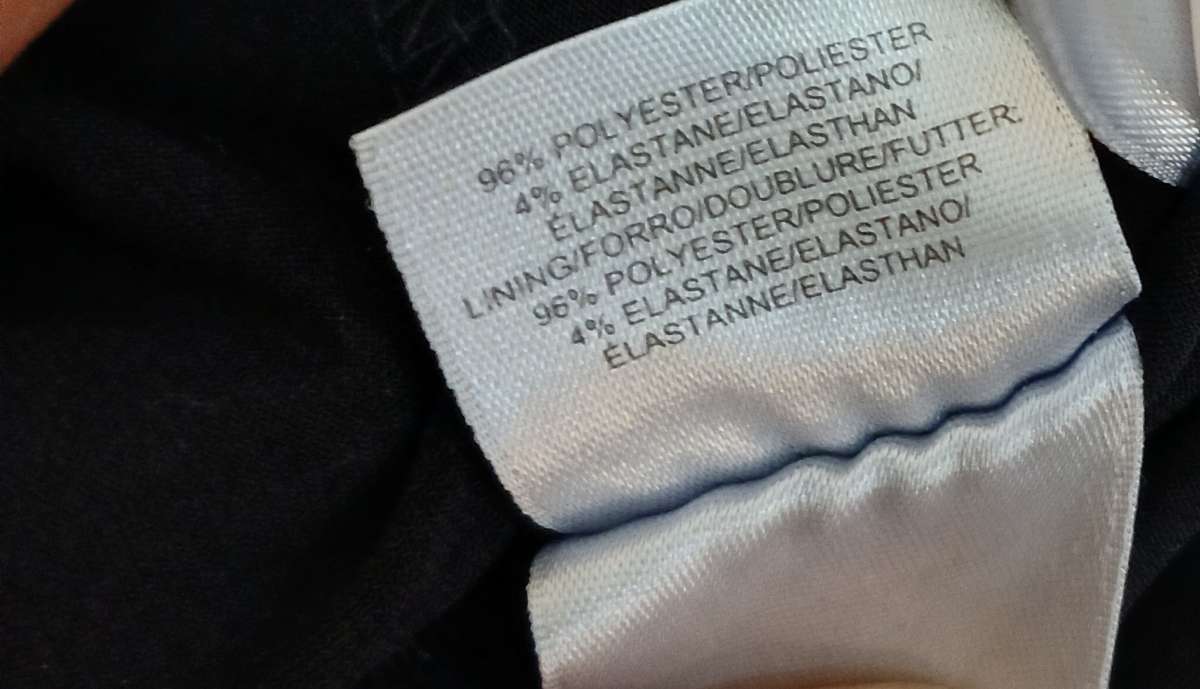 96% POLYESTER/POLIESTER
4% ELASTANE/ELASTANO/
ÉLASTANNE/ELASTHAN
LINING/FORRO/DOUBLURE/FUTTER:
96% POLYESTER/POLIESTER
4% ELASTANE/ELASTANO/
ÉLASTANNE/ELASTHAN